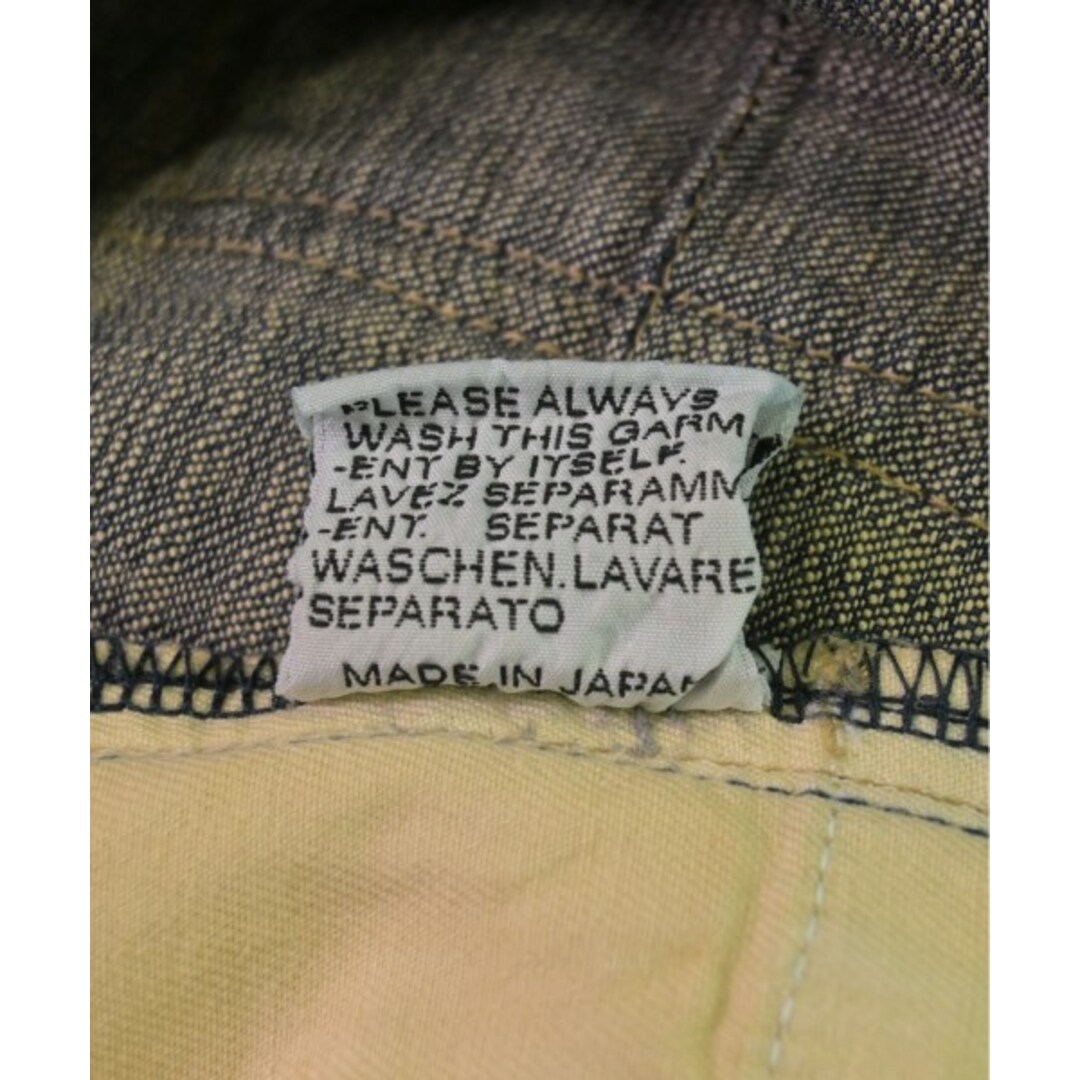 PLEASE ALWAYS
WASH THIS GARM
-ENT BY ITSELF.
LAVEZ SEPARAMM
-ENT. SEPARAT
WASCHEN.LAVARE
SEPARATO
MADE IN JAPAN